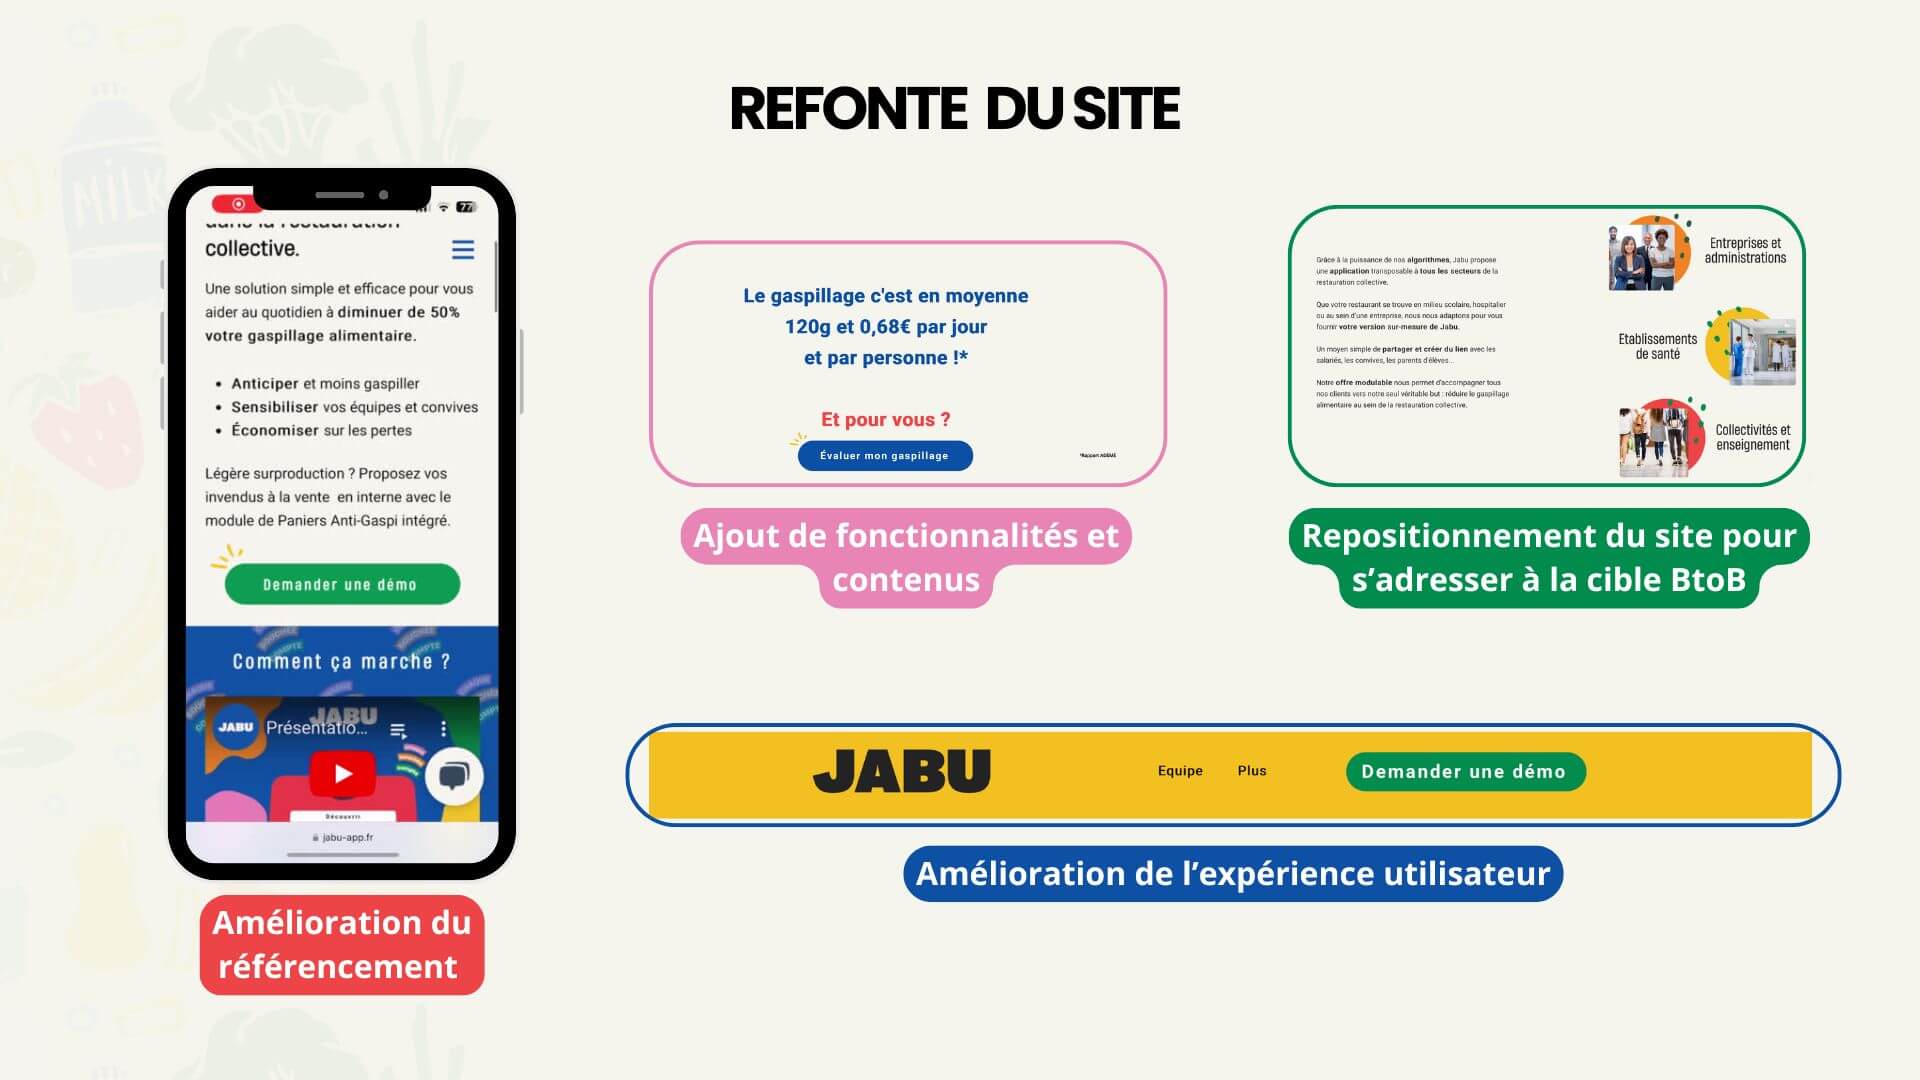 REFONTE DU SITE
MILK
77
dans la restauration
collective.
Une solution simple et efficace pour vous
aider au quotidien à diminuer de 50%
votre gaspillage alimentaire.
• Anticiper et moins gaspiller
• Sensibiliser vos équipes et convives
• Économiser sur les pertes
Légère surproduction ? Proposez vos
invendus à la vente en interne avec le
module de Paniers Anti-Gaspi intégré.
Demander une démo
Comment ça marche ?
JABU
JABU Présentatio...
Découvrir
jabu-app.fr
Amélioration du
référencement
Le gaspillage c'est en moyenne
120g et 0,68€ par jour
et par personne !*
Et pour vous ?
Évaluer mon gaspillage
*Rapport ADEME
Ajout de fonctionnalités et
contenus
Grâce à la puissance de nos algorithmes, Jabu propose
une application transposable à tous les secteurs de la
restauration collective.
Que votre restaurant se trouve en milieu scolaire, hospitalier
ou au sein d'une entreprise, nous nous adaptons pour vous
fournir votre version sur-mesure de Jabu.
Un moyen simple de partager et créer du lien avec les
salariés, les convives, les parents d'élèves...
Notre offre modulable nous permet d'accompagner tous
nos clients vers notre seul véritable but : réduire le gaspillage
alimentaire au sein de la restauration collective.
Entreprises et
administrations
Etablissements
de santé
Collectivités et
enseignement
Repositionnement du site pour
s’adresser à la cible BtoB
JABU
Equipe
Plus
Demander une démo
Amélioration de l’expérience utilisateur